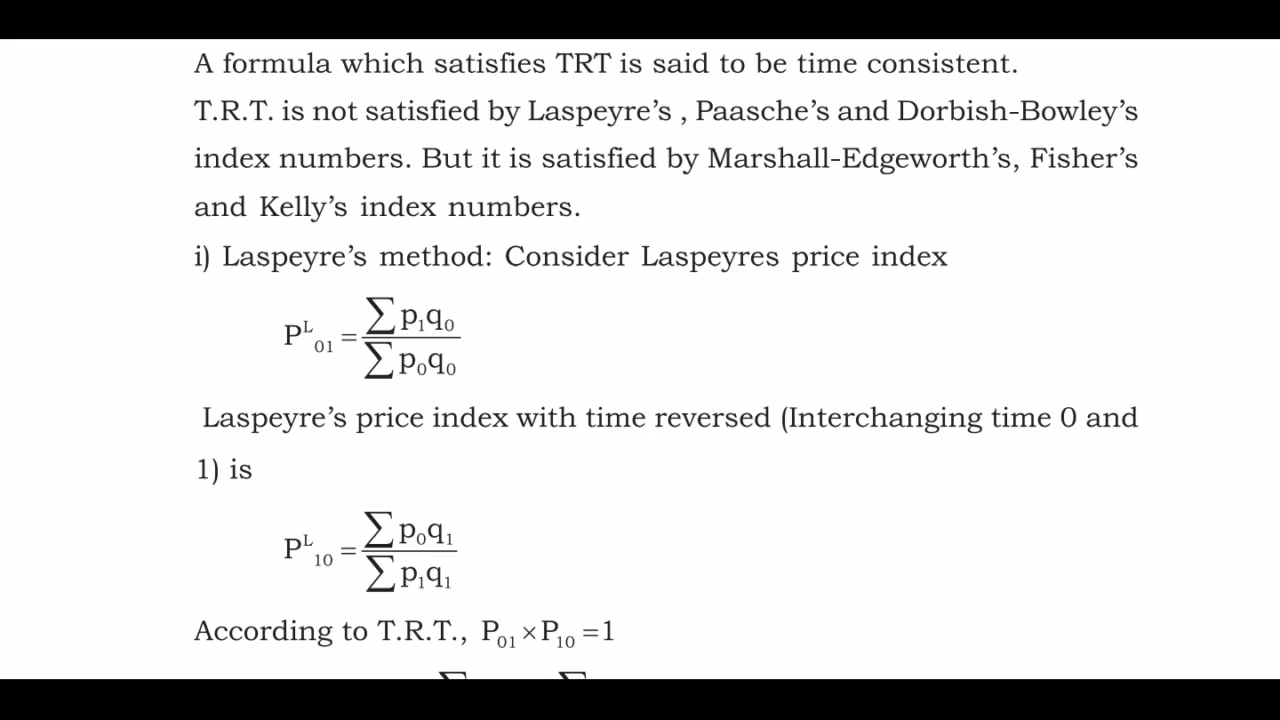 A formula which satisfies TRT is said to be time consistent.
T.R.T. is not satisfied by Laspeyre's , Paasche's and Dorbish-Bowley's
index numbers. But it is satisfied by Marshall-Edgeworth's, Fisher's
and Kelly's index numbers.
i) Laspeyre's method: Consider Laspeyres price index
P^L_01 = ∑p₁q₀ / ∑p₀q₀
Laspeyre's price index with time reversed (Interchanging time 0 and
1) is
P^L_10 = ∑p₀q₁ / ∑p₁q₁
According to T.R.T., P₀₁ × P₁₀ = 1